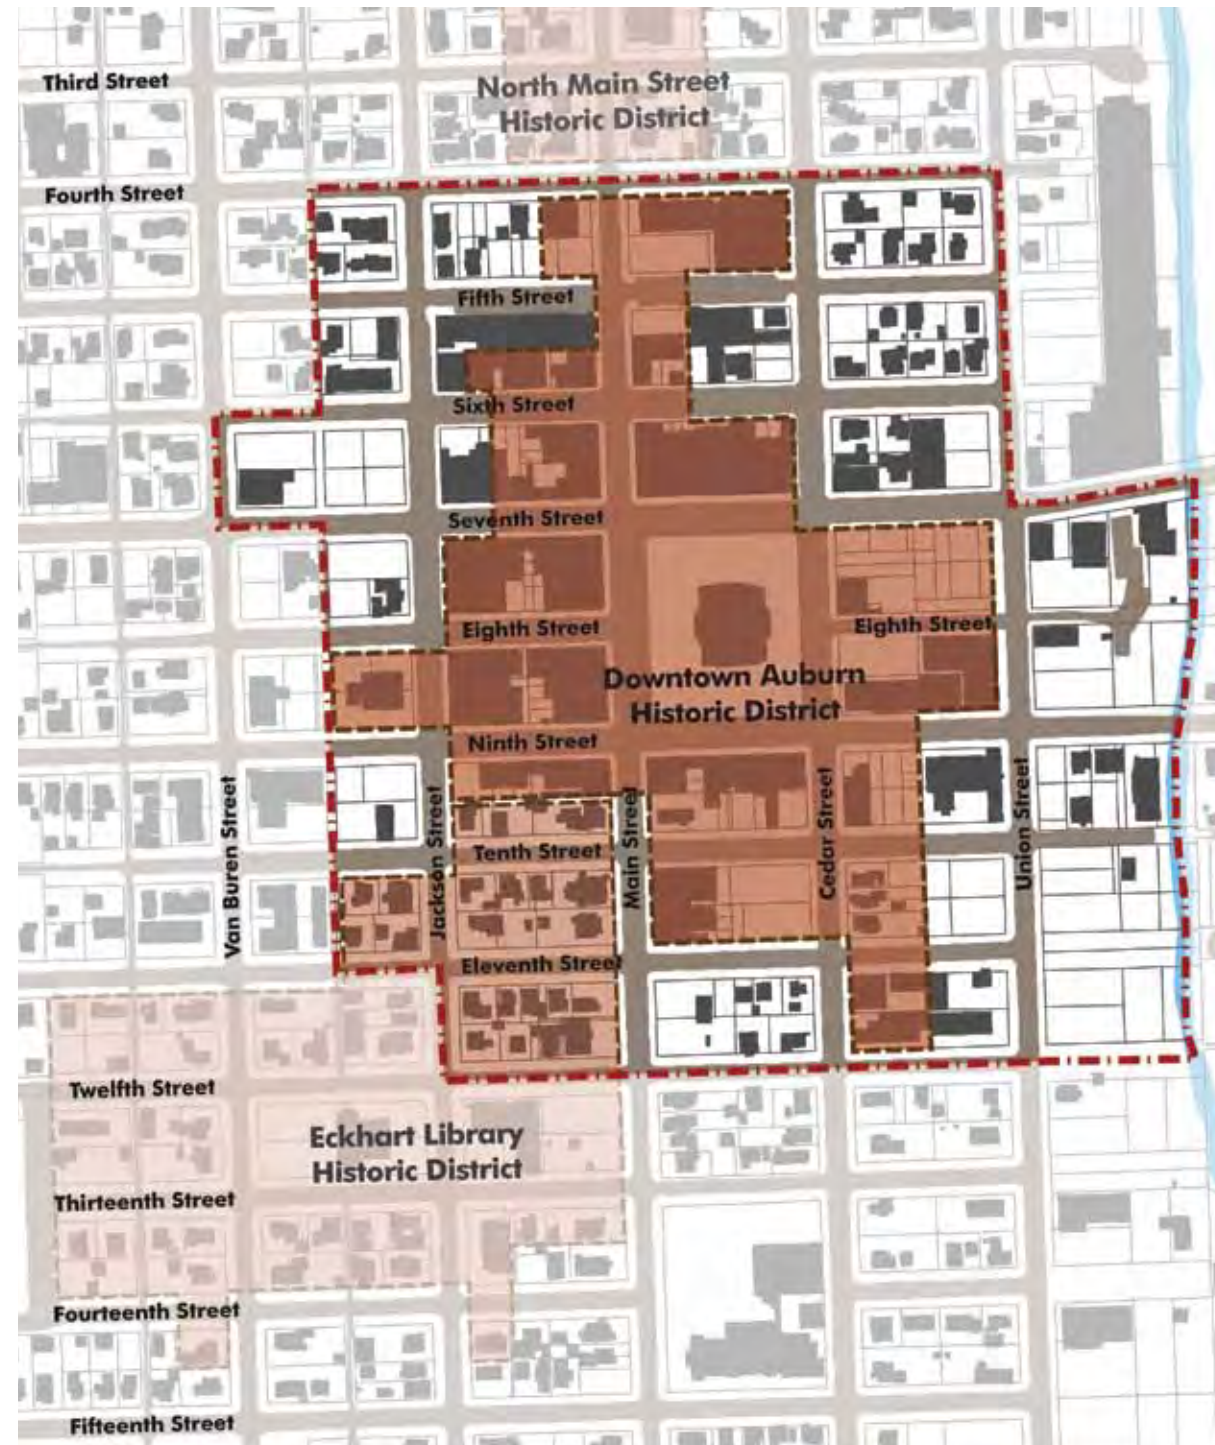 Third Street
North Main Street
Historic District
Fourth Street
Fifth Street
Sixth Street
Seventh Street
Eighth Street
Eighth Street
Downtown Auburn
Historic District
Ninth Street
Van Buren Street
Jackson Street
Main Street
Cedar Street
Union Street
Tenth Street
Eleventh Street
Twelfth Street
Eckhart Library
Historic District
Thirteenth Street
Fourteenth Street
Fifteenth Street